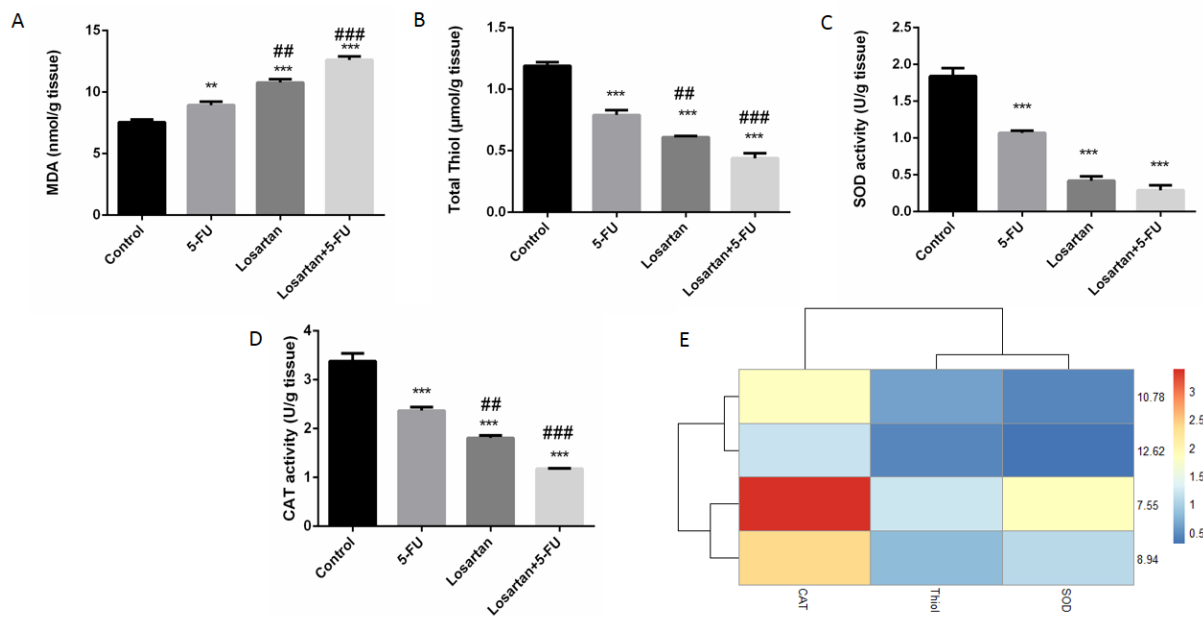 A
MDA (nmol/g tissue)
15
10
5
0
**
##
***
###
***
Control
5-FU
Losartan
Losartan+5-FU
B
Total Thiol (μmol/g tissue)
1.5
1.0
0.5
0.0
***
##
***
###
***
Control
5-FU
Losartan
Losartan+5-FU
C
SOD activity (U/g tissue)
2.5
2.0
1.5
1.0
0.5
0.0
***
***
***
Control
5-FU
Losartan
Losartan+5-FU
D
CAT activity (U/g tissue)
4
3
2
1
0
***
##
***
###
***
Control
5-FU
Losartan
Losartan+5-FU
E
10.78
12.62
7.55
8.94
CAT
Thiol
SOD
3
2.5
2
1.5
1
0.5